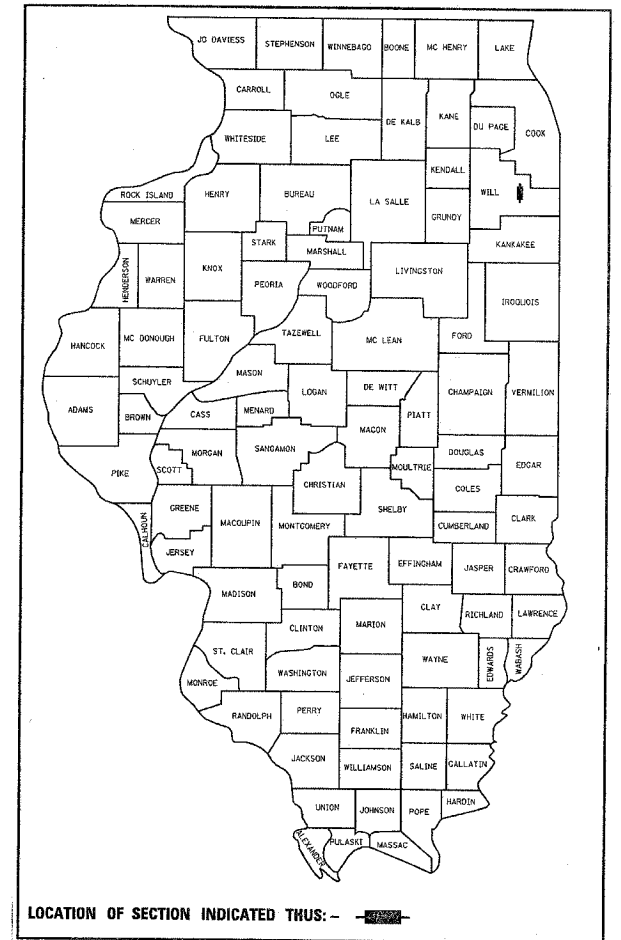 JO DAVIESS STEPHENSON WINNEBAGO BOONE MC HENRY LAKE
CARROLL OGLE DE KALB KANE DU PAGE COOK
WHITESIDE LEE KENDALL
ROCK ISLAND HENRY BUREAU LA SALLE GRUNDY WILL
MERCER PUTNAM KANKAKEE
HENDERSON WARREN KNOX STARK MARSHALL LIVINGSTON
PEORIA WOODFORD IROQUOIS
HANCOCK MC DONOUGH FULTON TAZEWELL MC LEAN FORD
SCHUYLER MASON LOGAN DE WITT CHAMPAIGN VERMILION
ADAMS BROWN CASS MENARD MACON PIATT
PIKE SCOTT MORGAN SANGAMON MOULTRIE DOUGLAS EDGAR
CHRISTIAN COLES
CALHOUN GREENE MACOUPIN MONTGOMERY SHELBY CUMBERLAND CLARK
JERSEY FAYETTE EFFINGHAM JASPER CRAWFORD
MADISON BOND
CLINTON MARION CLAY RICHLAND LAWRENCE
ST. CLAIR WASHINGTON WAYNE EDWARDS WABASH
MONROE JEFFERSON
RANDOLPH PERRY FRANKLIN HAMILTON WHITE
JACKSON WILLIAMSON SALINE GALLATIN
UNION JOHNSON POPE HARDIN
ALEXANDER PULASKI MASSAC
LOCATION OF SECTION INDICATED THUS:-